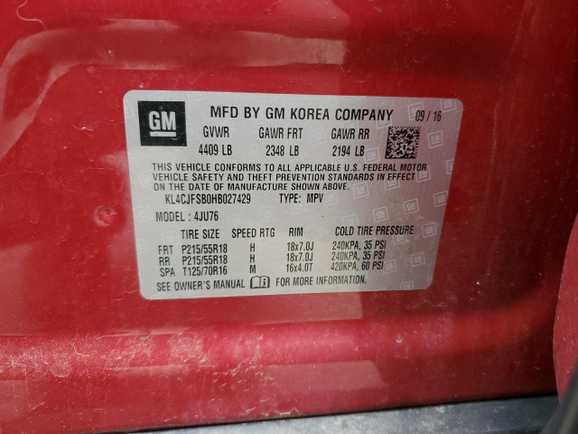 GM MFD BY GM KOREA COMPANY 09 / 16
GVWR GAWR FRT GAWR RR
4409 LB 2348 LB 2194 LB
THIS VEHICLE CONFORMS TO ALL APPLICABLE U.S. FEDERAL MOTOR
VEHICLE SAFETY AND THEFT PREVENTION STANDARDS IN EFFECT ON
THE DATE OF MANUFACTURE SHOWN ABOVE.
KL4CJFSB0HB027429 TYPE: MPV
MODEL : 4JU76
TIRE SIZE SPEED RTG RIM COLD TIRE PRESSURE
FRT P215/55R18 H 18x7.0J 240KPA, 35 PSI
RR P215/55R18 H 18x7.0J 240KPA, 35 PSI
SPA T125/70R16 M 16x4.0T 420KPA, 60 PSI
SEE OWNER'S MANUAL FOR MORE INFORMATION